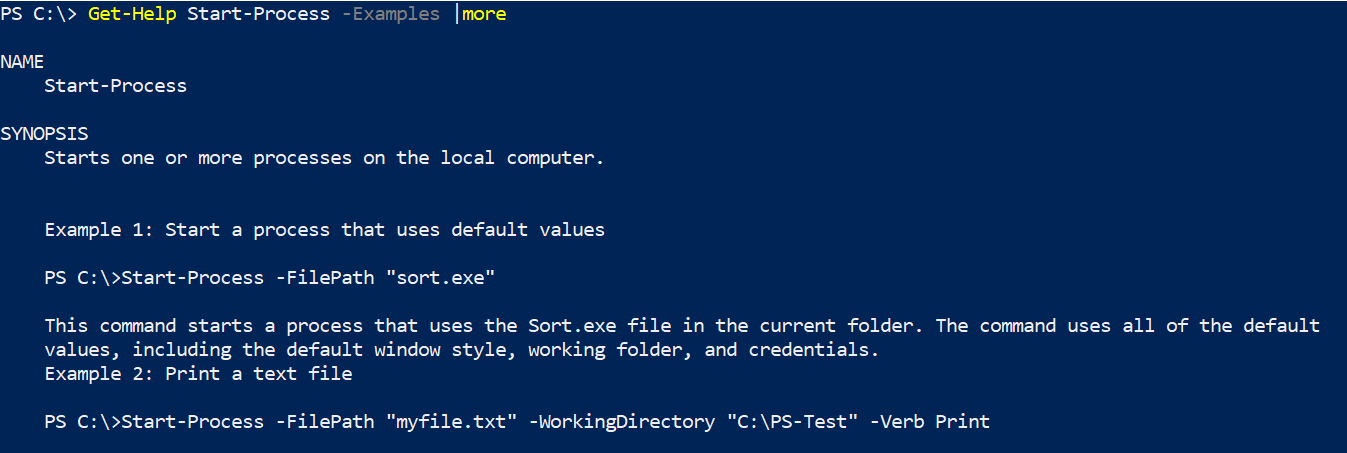 PS C:\> Get-Help Start-Process -Examples |more
NAME
Start-Process
SYNOPSIS
Starts one or more processes on the local computer.
Example 1: Start a process that uses default values
PS C:\>Start-Process -FilePath "sort.exe"
This command starts a process that uses the Sort.exe file in the current folder. The command uses all of the default
values, including the default window style, working folder, and credentials.
Example 2: Print a text file
PS C:\>Start-Process -FilePath "myfile.txt" -WorkingDirectory "C:\PS-Test" -Verb Print